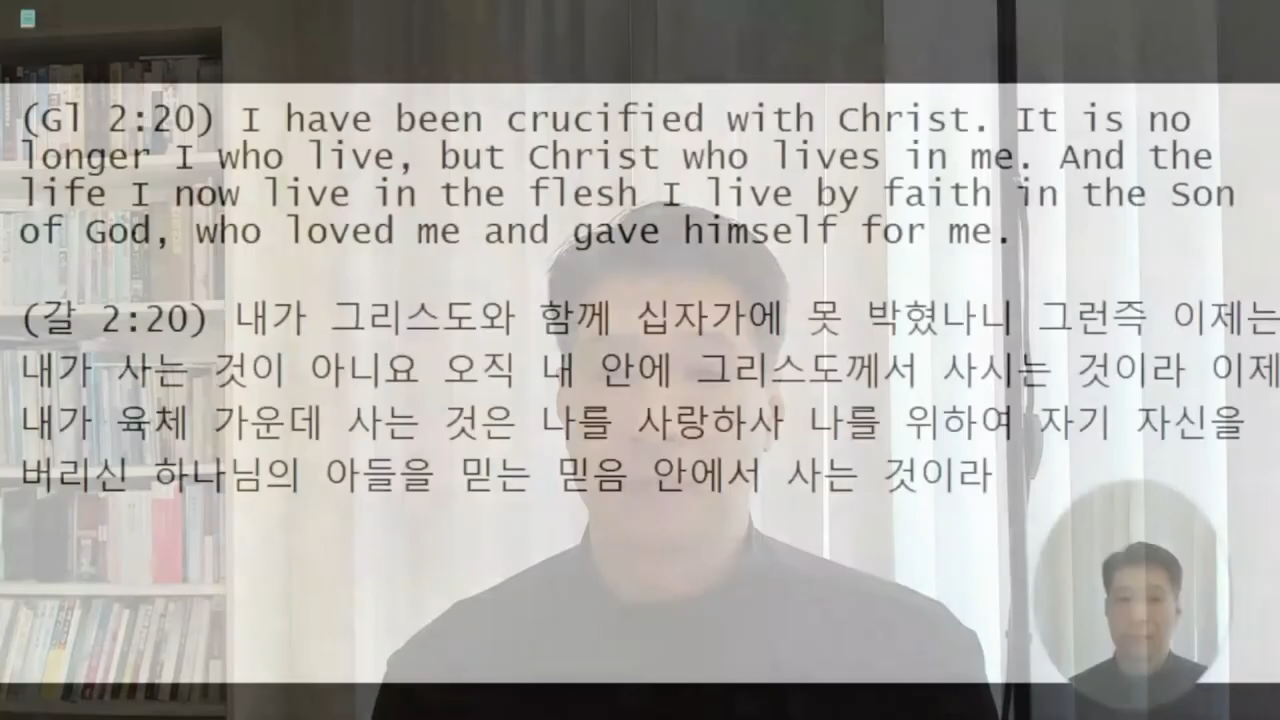 (Gl 2:20) I have been crucified with Christ. It is no
longer I who live, but Christ who lives in me. And the
life I now live in the flesh I live by faith in the Son
of God, who loved me and gave himself for me.
(갈 2:20) 내가 그리스도와 함께 십자가에 못 박혔나니 그런즉 이제는
내가 사는 것이 아니요 오직 내 안에 그리스도께서 사시는 것이라 이제
내가 육체 가운데 사는 것은 나를 사랑하사 나를 위하여 자기 자신을
버리신 하나님의 아들을 믿는 믿음 안에서 사는 것이라